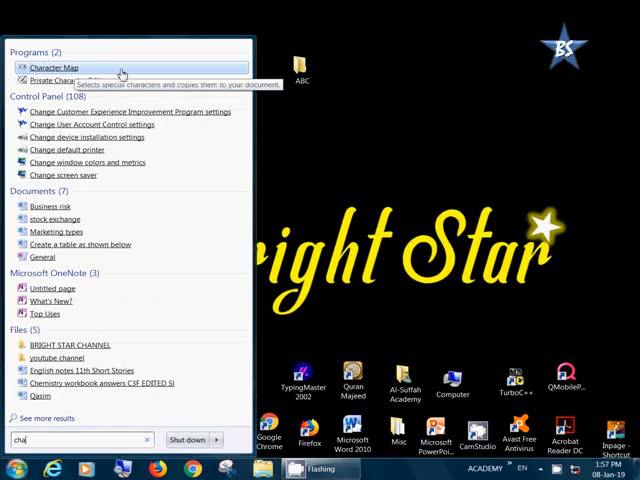 Programs (2)
Character Map
Private Character
Selects special characters and copies them to your document.
Control Panel (108)
Change Customer Experience Improvement Program settings
Change User Account Control settings
Change device installation settings
Change default printer
Change window colors and metrics
Change screen saver
Documents (7)
Business risk
stock exchange
Marketing types
Create a table as shown below
General
Microsoft OneNote (3)
Untitled page
What's New?
Top Uses
Files (5)
BRIGHT STAR CHANNEL
youtube channel
English notes 11th Short Stories
Chemistry workbook answers C3F EDITED SI
Qasim
See more results
cha
Shut down
BS
ABC
right Star
TypingMaster 2002
Quran Majeed
Al-Suffah Academy
Computer
TurboC++
QMobileP...
Google Chrome
Firefox
Microsoft Word 2010
Misc
Microsoft PowerPoi...
CamStudio
Avast Free Antivirus
Acrobat Reader DC
Inpage - Shortcut
Flashing
ACADEMY
EN
1:57 PM
08-Jan-19